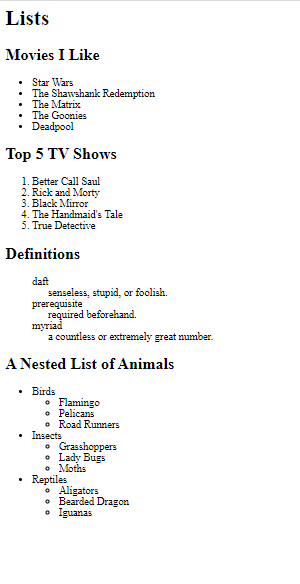 Lists
Movies I Like
Star Wars
The Shawshank Redemption
The Matrix
The Goonies
Deadpool
Top 5 TV Shows
1. Better Call Saul
2. Rick and Morty
3. Black Mirror
4. The Handmaid's Tale
5. True Detective
Definitions
daft
senseless, stupid, or foolish.
prerequisite
required beforehand.
myriad
a countless or extremely great number.
A Nested List of Animals
Birds
Flamingo
Pelicans
Road Runners
Insects
Grasshoppers
Lady Bugs
Moths
Reptiles
Aligators
Bearded Dragon
Iguanas